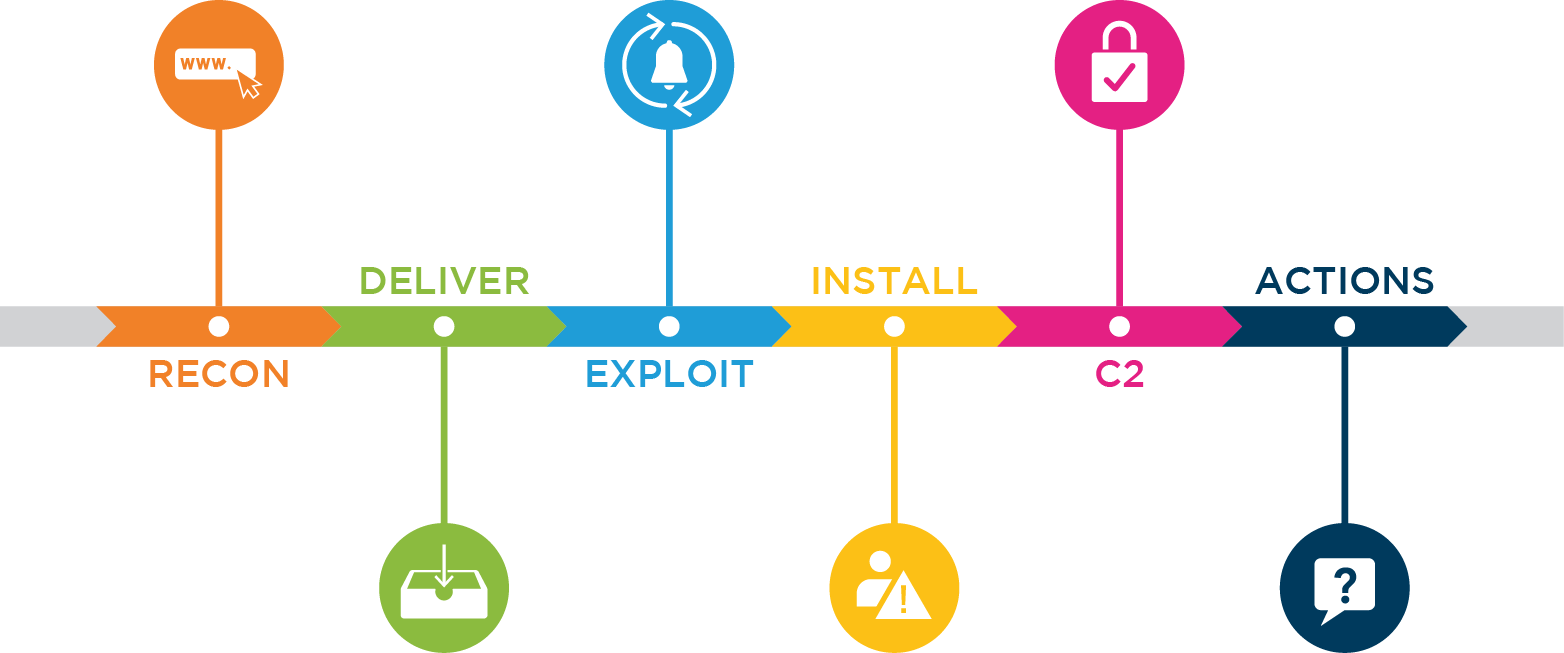 www.
DELIVER
INSTALL
ACTIONS
RECON
EXPLOIT
C2
!
?